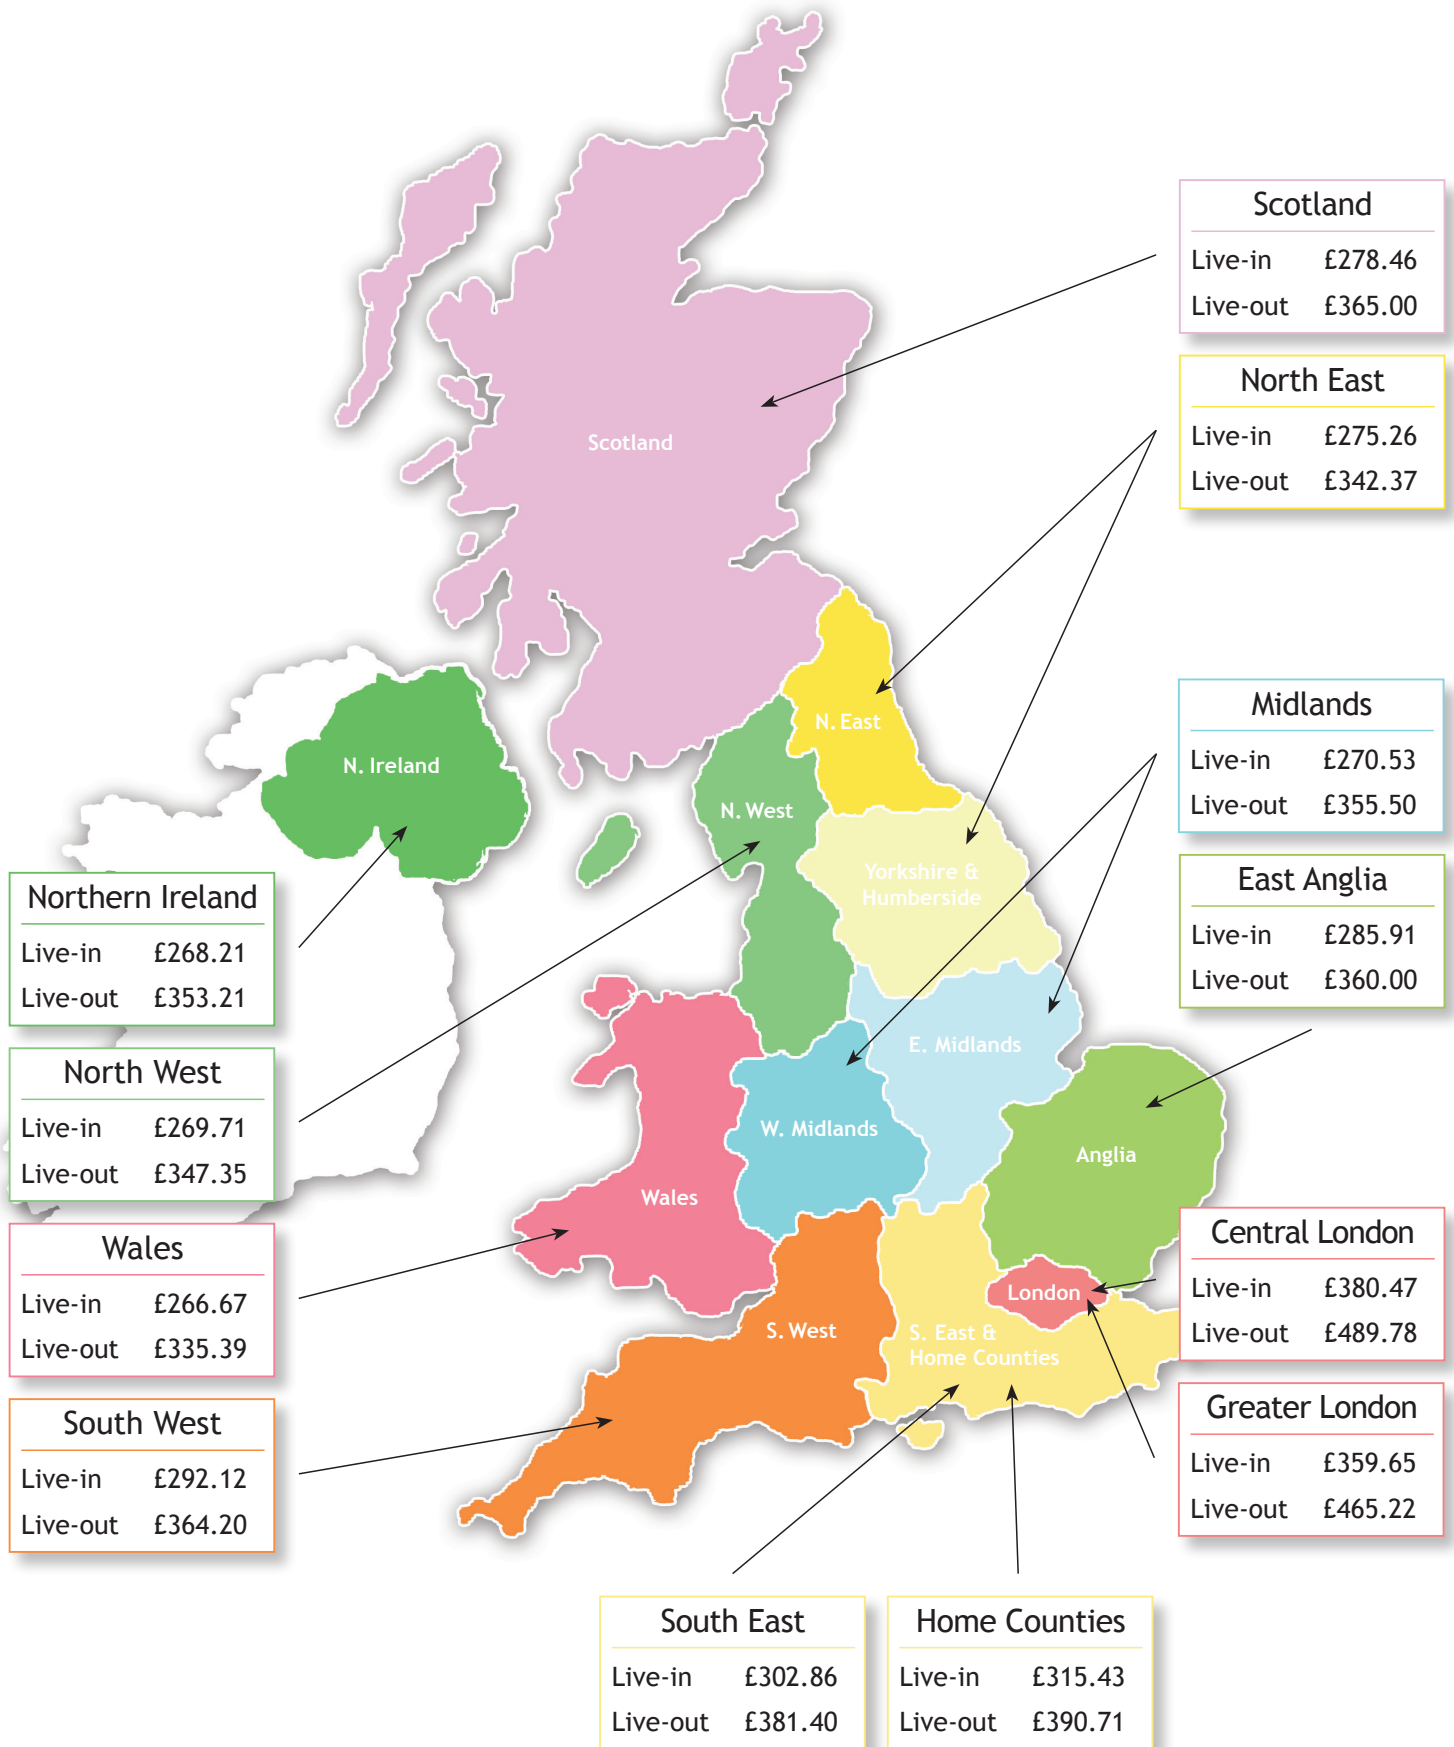 Scotland
Live-in £278.46
Live-out £365.00
North East
Live-in £275.26
Live-out £342.37
Scotland
N. East
N. Ireland
N. West
Midlands
Live-in £270.53
Live-out £355.50
Yorkshire &
Humberside
Northern Ireland
Live-in £268.21
Live-out £353.21
East Anglia
Live-in £285.91
Live-out £360.00
E. Midlands
North West
Live-in £269.71
Live-out £347.35
W. Midlands
Anglia
Wales
Wales
Live-in £266.67
Live-out £335.39
Central London
Live-in £380.47
Live-out £489.78
London
S. West
S. East &
Home Counties
South West
Live-in £292.12
Live-out £364.20
Greater London
Live-in £359.65
Live-out £465.22
South East
Live-in £302.86
Live-out £381.40
Home Counties
Live-in £315.43
Live-out £390.71